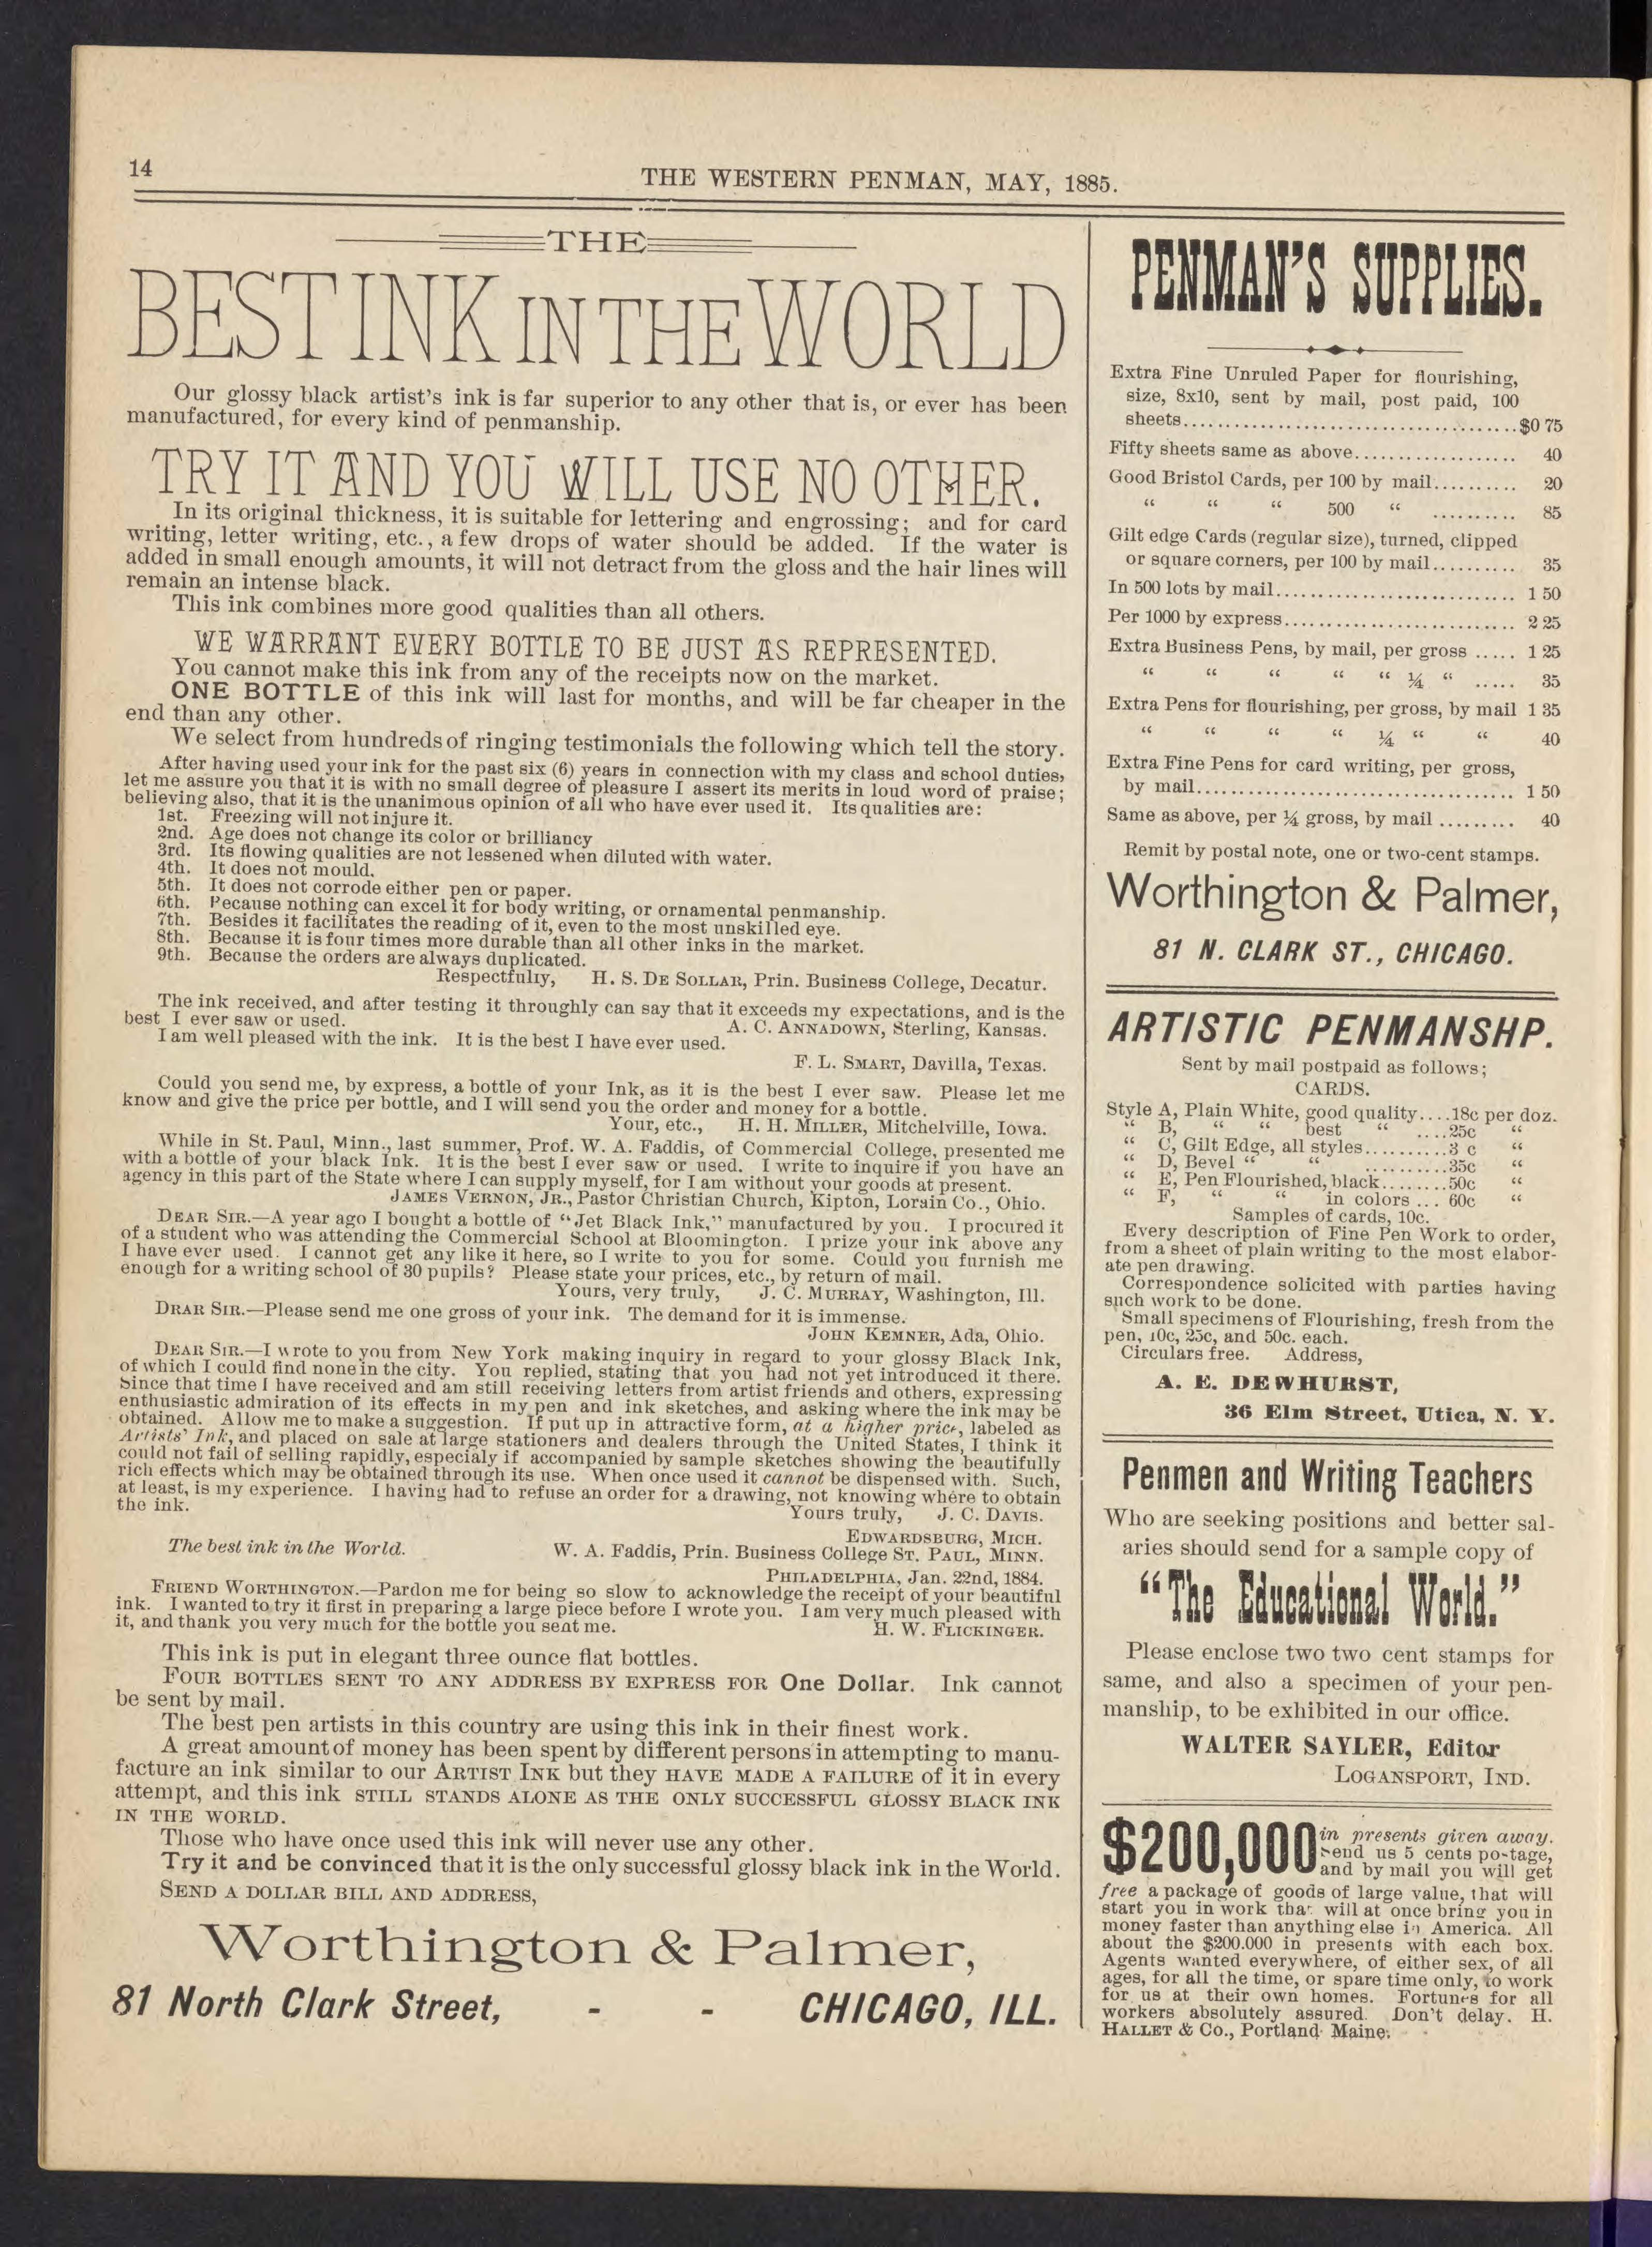 14
THE WESTERN PENMAN, MAY, 1885.
THE
BEST INK IN THE WORLD
Our glossy black artist's ink is far superior to any other that is, or ever has been
manufactured, for every kind of penmanship.
TRY IT AND YOU WILL USE NO OTHER.
In its original thickness, it is suitable for lettering and engrossing; and for card
writing, letter writing, etc., a few drops of water should be added. If the water is
added in small enough amounts, it will not detract from the gloss and the hair lines will
remain an intense black.
This ink combines more good qualities than all others.
WE WARRANT EVERY BOTTLE TO BE JUST AS REPRESENTED.
You cannot make this ink from any of the receipts now on the market.
ONE BOTTLE of this ink will last for months, and will be far cheaper in the
end than any other.
We select from hundreds of ringing testimonials the following which tell the story.
After having used your ink for the past six (6) years in connection with my class and school duties,
let me assure you that it is with no small degree of pleasure I assert its merits in loud word of praise;
believing also, that it is the unanimous opinion of all who have ever used it. Its qualities are:
1st. Freezing will not injure it.
2nd. Age does not change its color or brilliancy
3rd. Its flowing qualities are not lessened when diluted with water.
4th. It does not mould.
5th. It does not corrode either pen or paper.
6th. Because nothing can excel it for body writing, or ornamental penmanship.
7th. Besides it facilitates the reading of it, even to the most unskilled eye.
8th. Because it is four times more durable than all other inks in the market.
9th. Because the orders are always duplicated.
Respectfully, H. S. DE SOLLAR, Prin. Business College, Decatur.
The ink received, and after testing it throughly can say that it exceeds my expectations, and is the
best I ever saw or used. A. C. ANNADOWN, Sterling, Kansas.
I am well pleased with the ink. It is the best I have ever used.
F. L. SMART, Davilla, Texas.
Could you send me, by express, a bottle of your Ink, as it is the best I ever saw. Please let me
know and give the price per bottle, and I will send you the order and money for a bottle.
Your, etc., H. H. MILLER, Mitchelville, Iowa.
While in St. Paul, Minn., last summer, Prof. W. A. Faddis, of Commercial College, presented me
with a bottle of your black Ink. It is the best I ever saw or used. I write to inquire if you have an
agency in this part of the State where I can supply myself, for I am without your goods at present.
JAMES VERNON, JR., Pastor Christian Church, Kipton, Lorain Co., Ohio.
DEAR SIR.—A year ago I bought a bottle of "Jet Black Ink," manufactured by you. I procured it
of a student who was attending the Commercial School at Bloomington. I prize your ink above any
I have ever used. I cannot get any like it here, so I write to you for some. Could you furnish me
enough for a writing school of 30 pupils? Please state your prices, etc., by return of mail.
Yours, very truly, J. C. MURRAY, Washington, Ill.
DRAR SIR.—Please send me one gross of your ink. The demand for it is immense.
JOHN KEMNER, Ada, Ohio.
DEAR SIR.—I wrote to you from New York making inquiry in regard to your glossy Black Ink,
of which I could find none in the city. You replied, stating that you had not yet introduced it there.
Since that time I have received and am still receiving letters from artist friends and others, expressing
enthusiastic admiration of its effects in my pen and ink sketches, and asking where the ink may be
obtained. Allow me to make a suggestion. If put up in attractive form, at a higher price, labeled as
Artists' Ink, and placed on sale at large stationers and dealers through the United States, I think it
could not fail of selling rapidly, especialy if accompanied by sample sketches showing the beautifully
rich effects which may be obtained through its use. When once used it cannot be dispensed with. Such,
at least, is my experience. I having had to refuse an order for a drawing, not knowing where to obtain
the ink. Yours truly, J. C. DAVIS.
EDWARDSBURG, MICH.
The best ink in the World. W. A. Faddis, Prin. Business College ST. PAUL, MINN.
PHILADELPHIA, Jan. 22nd, 1884.
FRIEND WORTHINGTON.—Pardon me for being so slow to acknowledge the receipt of your beautiful
ink. I wanted to try it first in preparing a large piece before I wrote you. I am very much pleased with
it, and thank you very much for the bottle you sent me. H. W. FLICKINGER.
This ink is put in elegant three ounce flat bottles.
FOUR BOTTLES SENT TO ANY ADDRESS BY EXPRESS FOR One Dollar. Ink cannot
be sent by mail.
The best pen artists in this country are using this ink in their finest work.
A great amount of money has been spent by different persons in attempting to manu-
facture an ink similar to our ARTIST INK but they HAVE MADE A FAILURE of it in every
attempt, and this ink STILL STANDS ALONE AS THE ONLY SUCCESSFUL GLOSSY BLACK INK
IN THE WORLD.
Those who have once used this ink will never use any other.
Try it and be convinced that it is the only successful glossy black ink in the World.
SEND A DOLLAR BILL AND ADDRESS,
Worthington & Palmer,
81 North Clark Street, - - CHICAGO, ILL.
PENMAN'S SUPPLIES.
Extra Fine Unruled Paper for flourishing,
size, 8x10, sent by mail, post paid, 100
sheets........................................$0 75
Fifty sheets same as above................... 40
Good Bristol Cards, per 100 by mail.......... 20
" " " 500 " .......... 85
Gilt edge Cards (regular size), turned, clipped
or square corners, per 100 by mail.......... 35
In 500 lots by mail............................ 1 50
Per 1000 by express........................... 2 25
Extra Business Pens, by mail, per gross ..... 1 25
" " " " " ¼ " ..... 35
Extra Pens for flourishing, per gross, by mail 1 35
" " " " ¼ " " 40
Extra Fine Pens for card writing, per gross,
by mail..................................... 1 50
Same as above, per ¼ gross, by mail ......... 40
Remit by postal note, one or two-cent stamps.
Worthington & Palmer,
81 N. CLARK ST., CHICAGO.
ARTISTIC PENMANSHP.
Sent by mail postpaid as follows;
CARDS.
Style A, Plain White, good quality....18c per doz.
" B, " " best " ....25c "
" C, Gilt Edge, all styles..........3 c "
" D, Bevel " " ..........35c "
" E, Pen Flourished, black........50c "
" F, " " in colors ... 60c "
Samples of cards, 10c.
Every description of Fine Pen Work to order,
from a sheet of plain writing to the most elabor-
ate pen drawing.
Correspondence solicited with parties having
such work to be done.
Small specimens of Flourishing, fresh from the
pen, 10c, 25c, and 50c. each.
Circulars free. Address,
A. E. DEWHURST,
36 Elm Street, Utica, N. Y.
Penmen and Writing Teachers
Who are seeking positions and better sal-
aries should send for a sample copy of
"The Educational World."
Please enclose two two cent stamps for
same, and also a specimen of your pen-
manship, to be exhibited in our office.
WALTER SAYLER, Editor
LOGANSPORT, IND.
$200,000 in presents given away.
Send us 5 cents postage,
and by mail you will get
free a package of goods of large value, that will
start you in work that will at once bring you in
money faster than anything else in America. All
about the $200.000 in presents with each box.
Agents wanted everywhere, of either sex, of all
ages, for all the time, or spare time only, to work
for us at their own homes. Fortunes for all
workers absolutely assured. Don't delay. H.
HALLET & Co., Portland Maine.